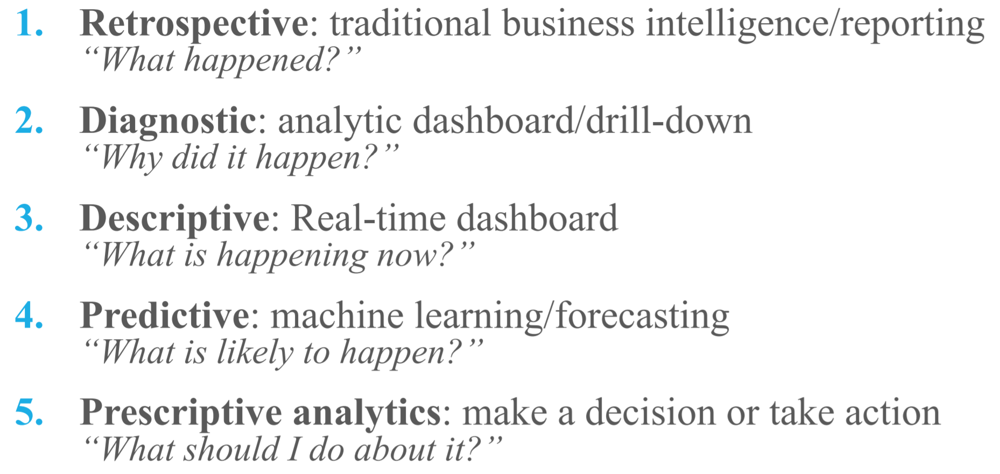 1. Retrospective: traditional business intelligence/reporting
“What happened?”
2. Diagnostic: analytic dashboard/drill-down
“Why did it happen?”
3. Descriptive: Real-time dashboard
“What is happening now?”
4. Predictive: machine learning/forecasting
“What is likely to happen?”
5. Prescriptive analytics: make a decision or take action
“What should I do about it?”